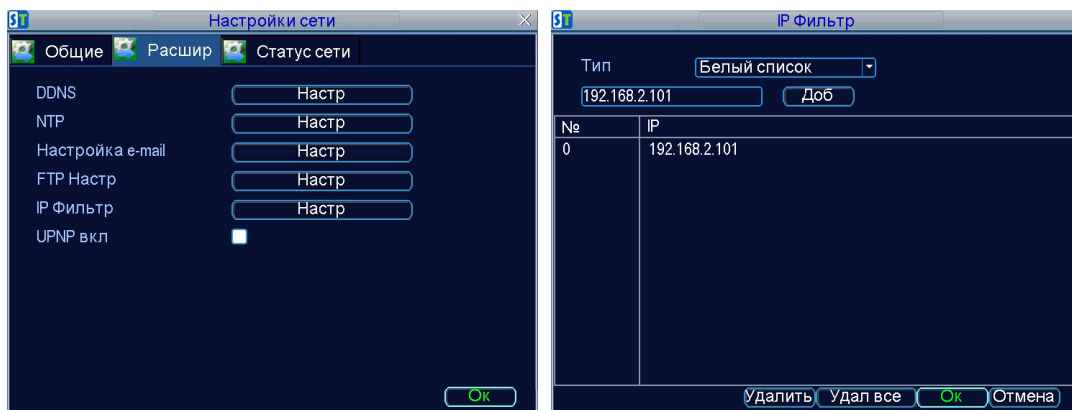 ST Настройки сети
Общие Расшир Статус сети
DDNS Настр
NTP Настр
Настройка e-mail Настр
FTP Настр Настр
IP Фильтр Настр
UPNP вкл
Ок
ST IP Фильтр
Тип Белый список
192.168.2.101 Доб
№ IP
0 192.168.2.101
Удалить Удал все Ок Отмена